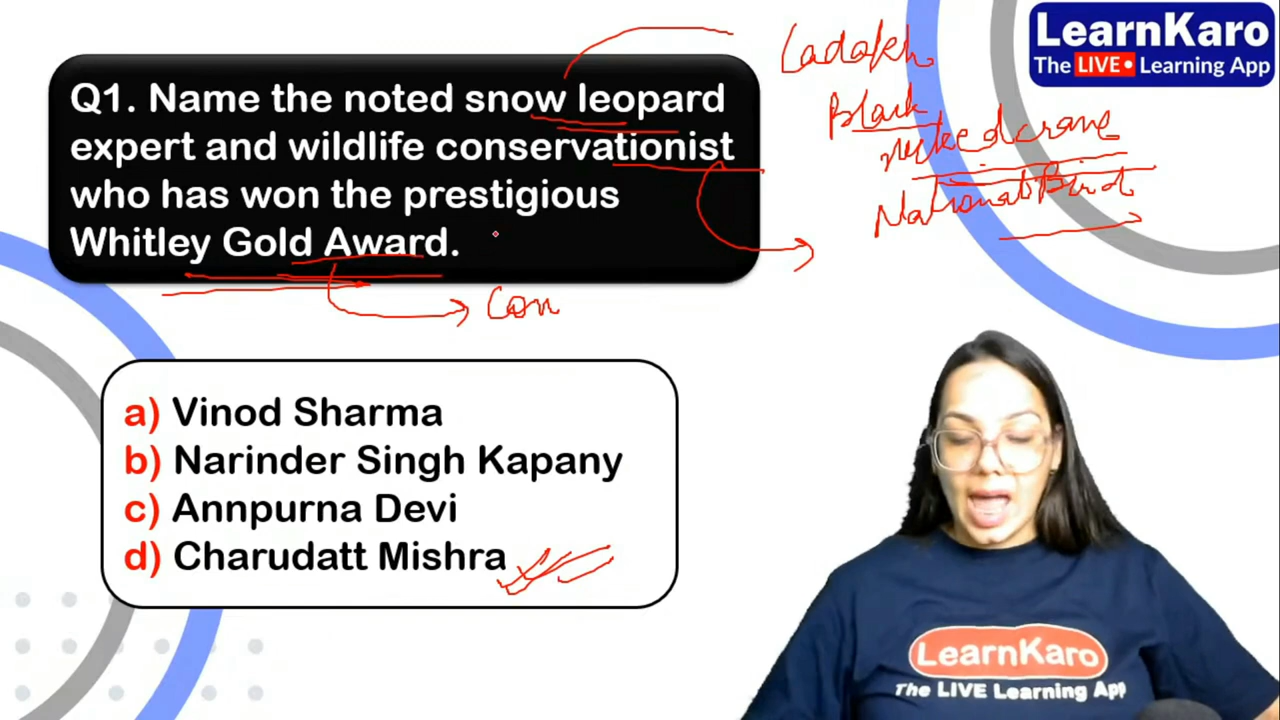 LearnKaro
The LIVE • Learning App
Q1. Name the noted snow leopard
expert and wildlife conservationist
who has won the prestigious
Whitley Gold Award.
Ladakh
Black
necked crane
National Bird
Con
a) Vinod Sharma
b) Narinder Singh Kapany
c) Annpurna Devi
d) Charudatt Mishra
LearnKaro
The LIVE Learning App